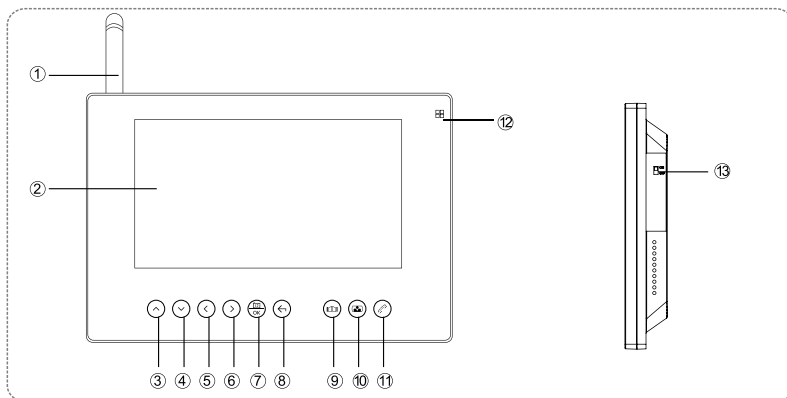 ①
②
⑫
⑬
OK
③ ④ ⑤ ⑥ ⑦ ⑧ ⑨ ⑩ ⑪